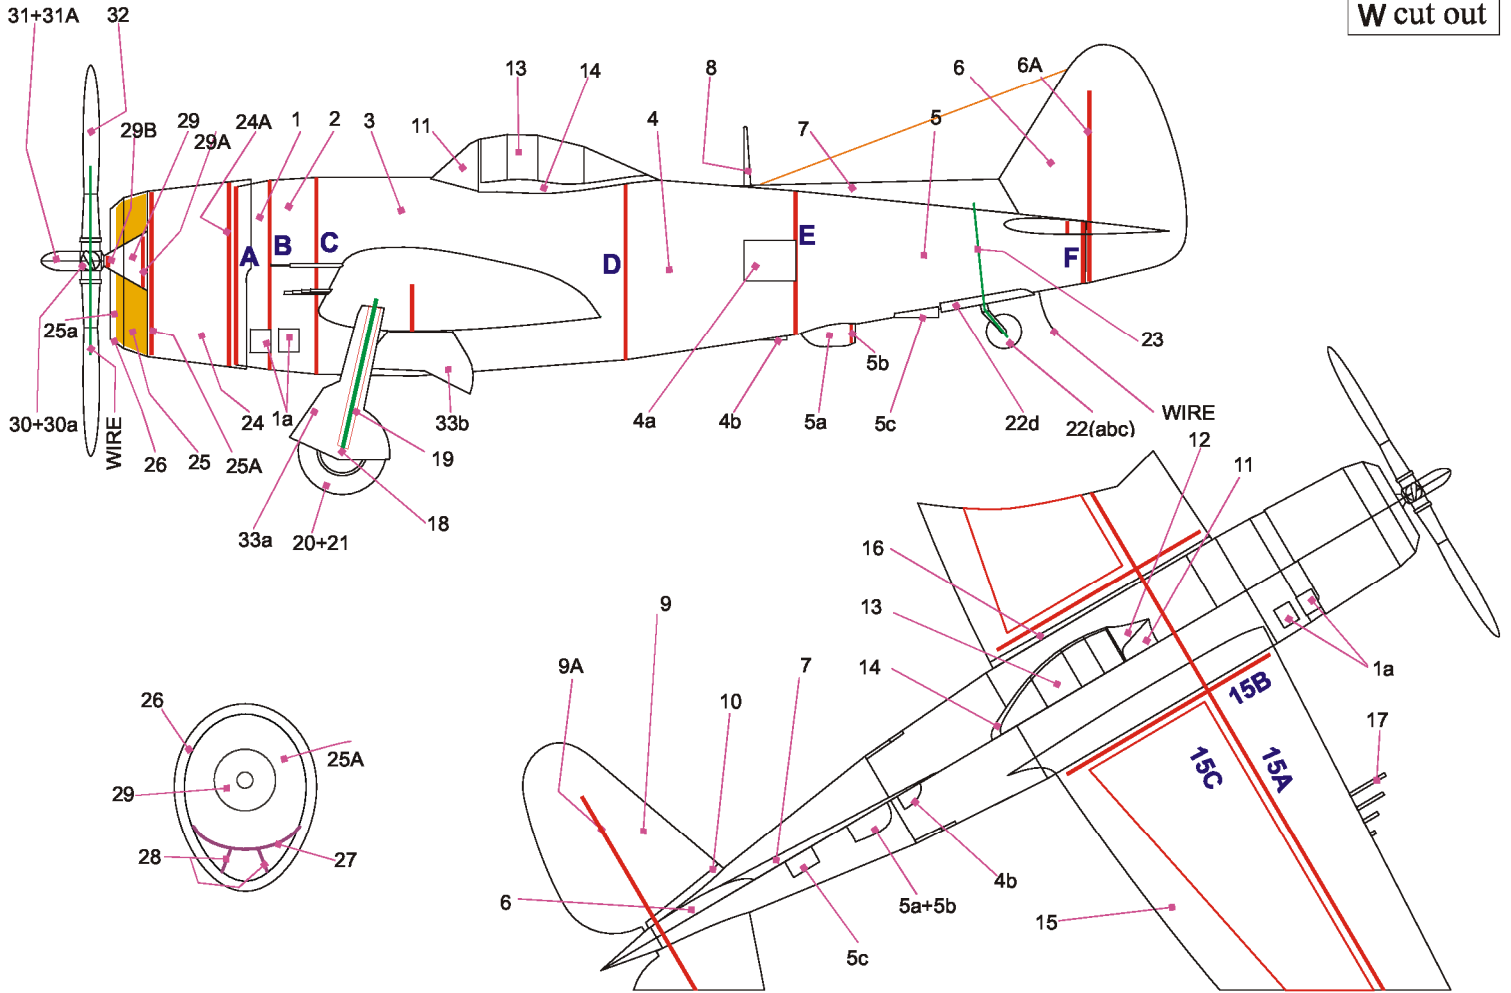 31+31A
32
W cut out
13
14
8
6
6A
29B
29
29A
24A
1
2
3
11
4
7
5
A
B
C
D
E
F
25a
23
5b
30+30a
WIRE
26
25
25A
24
1a
33b
4a
4b
5a
5c
22d
22(abc)
WIRE
19
18
33a
20+21
12
11
16
13
14
9
9A
7
10
1a
15B
17
15C
15A
26
25A
29
28
27
6
5a+5b
4b
5c
15